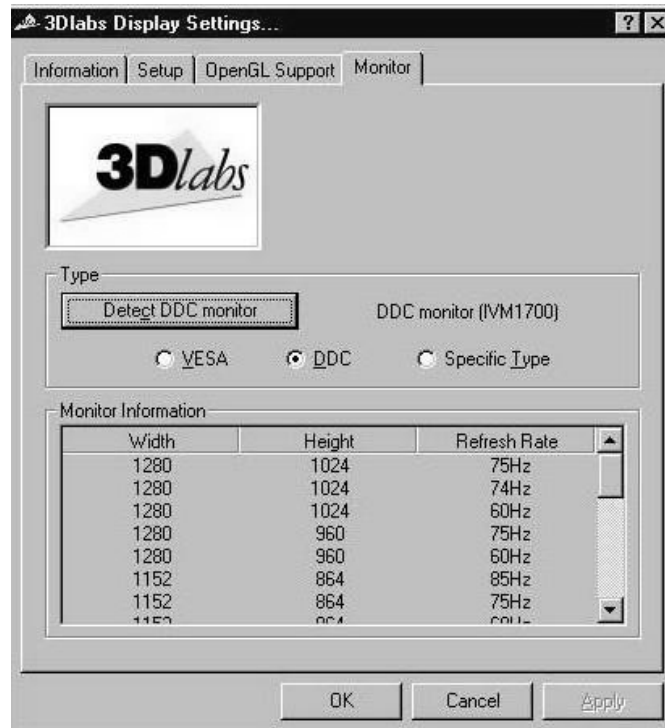 3Dlabs Display Settings...
Information Setup OpenGL Support Monitor
3Dlabs
Type
Detect DDC monitor DDC monitor (IVM1700)
VESA DDC Specific Type
Monitor Information
Width Height Refresh Rate
1280 1024 75Hz
1280 1024 74Hz
1280 1024 60Hz
1280 960 75Hz
1280 960 60Hz
1152 864 85Hz
1152 864 75Hz
OK Cancel Apply